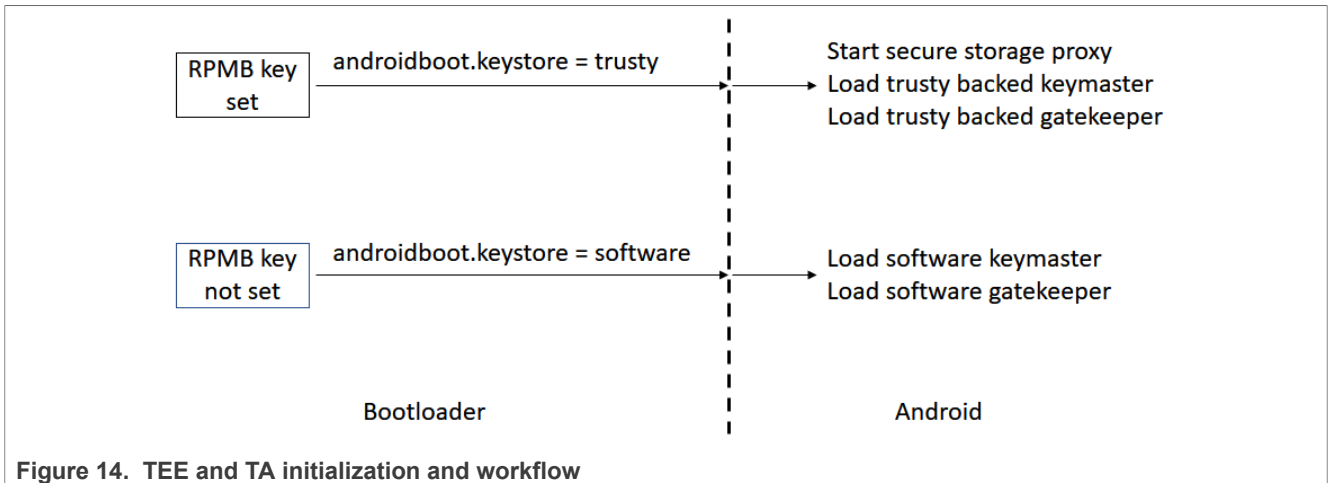 RPMB key
set
androidboot.keystore = trusty
Start secure storage proxy
Load trusty backed keymaster
Load trusty backed gatekeeper
RPMB key
not set
androidboot.keystore = software
Load software keymaster
Load software gatekeeper
Bootloader
Android
Figure 14. TEE and TA initialization and workflow